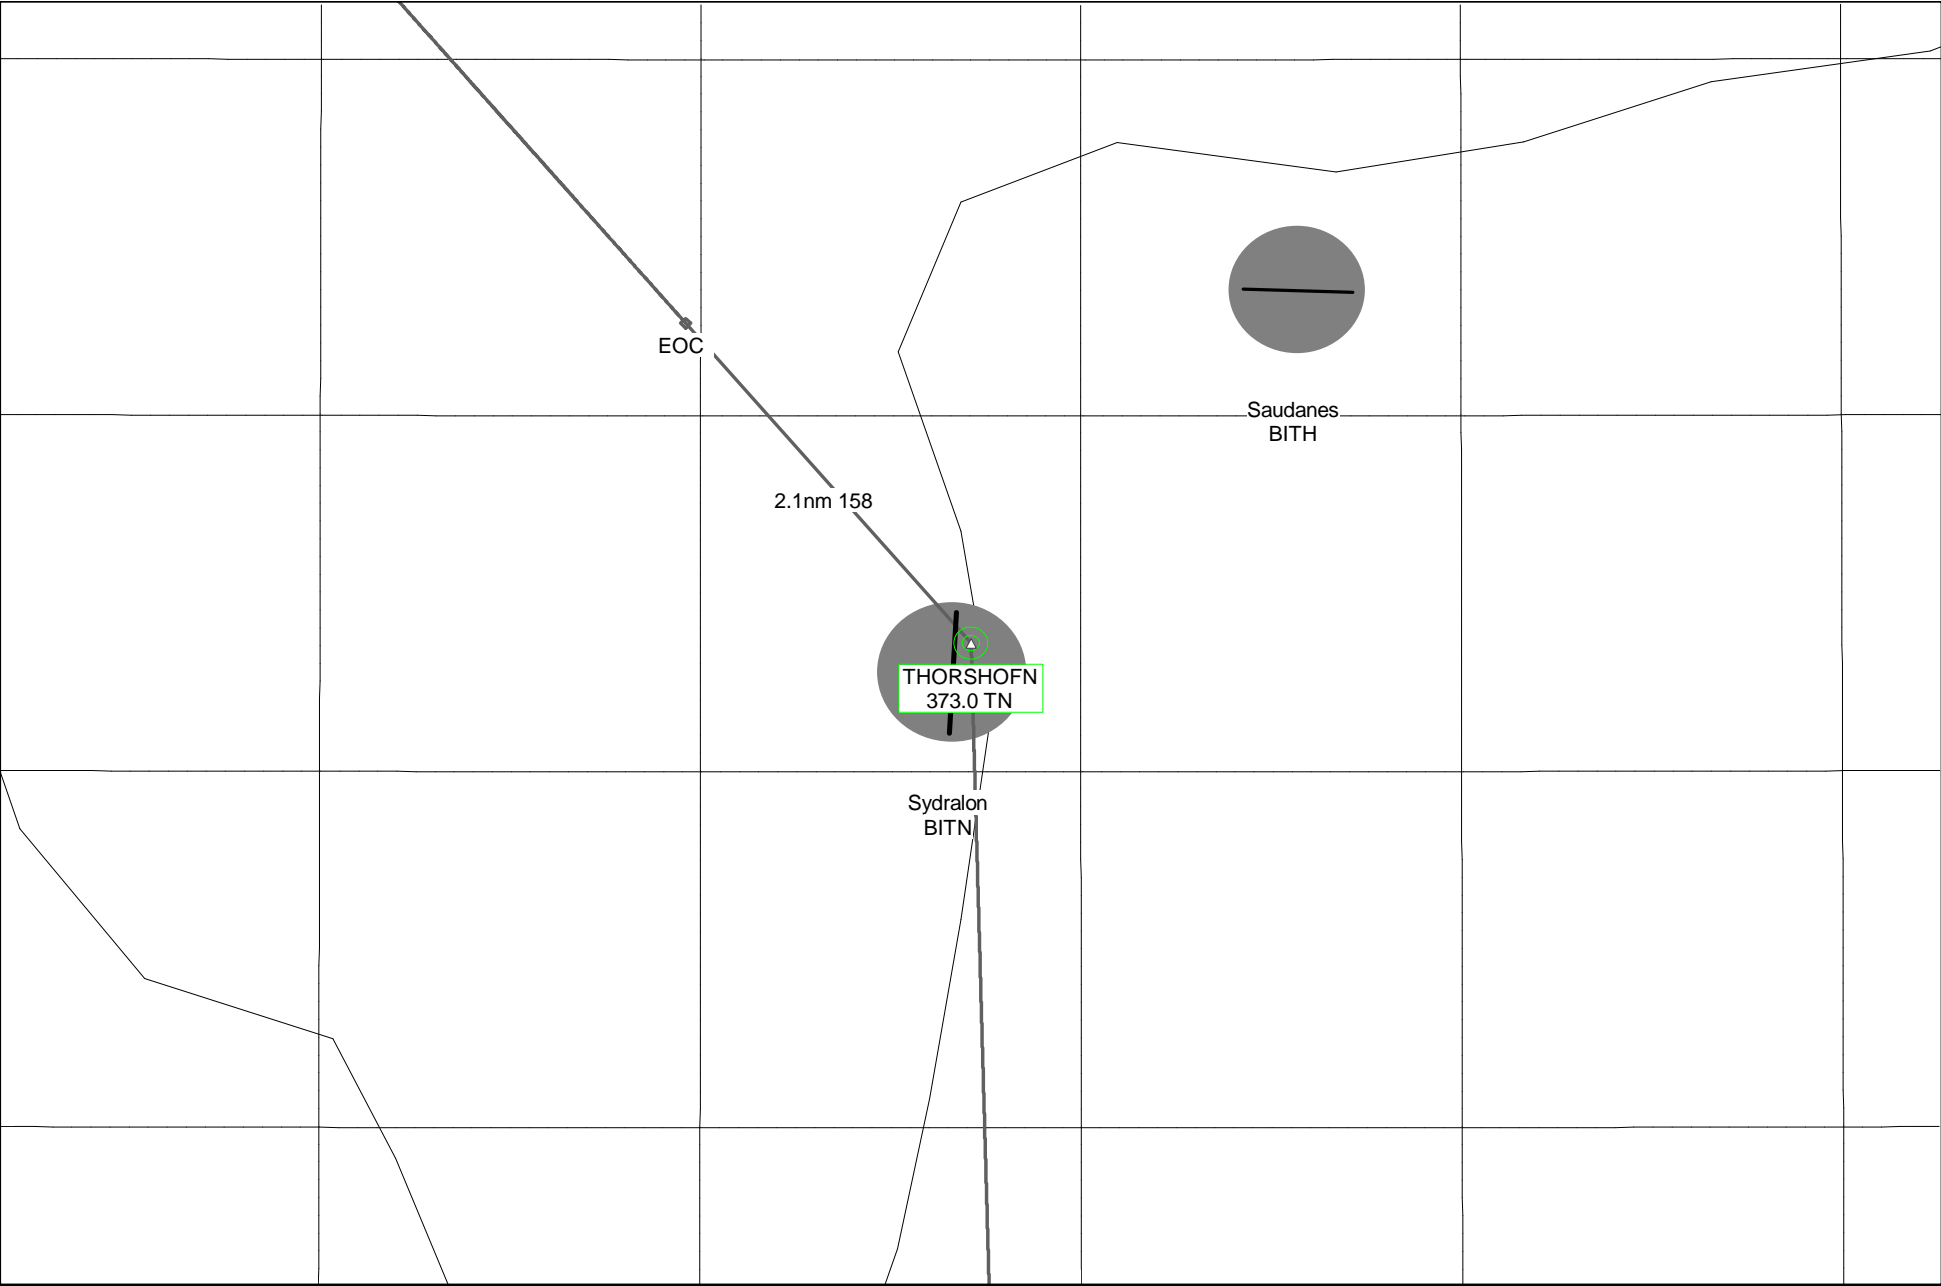 EOC
Saudanes
BITH
2.1nm 158
THORSHOFN
373.0 TN
Sydralon
BITN